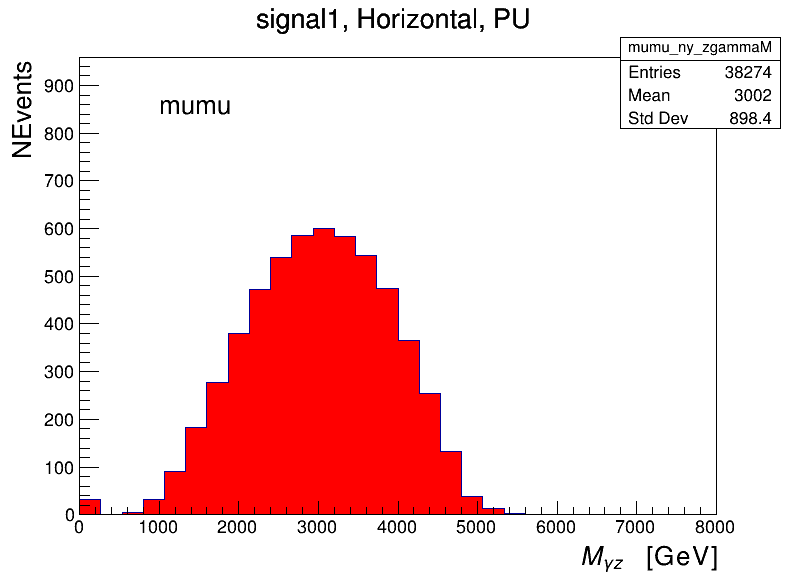 signal1, Horizontal, PU
mumu_ny_zgammaM
Entries 38274
Mean 3002
Std Dev 898.4
NEvents
mumu
900
800
700
600
500
400
300
200
100
0
0 1000 2000 3000 4000 5000 6000 7000 8000
Mγz [GeV]